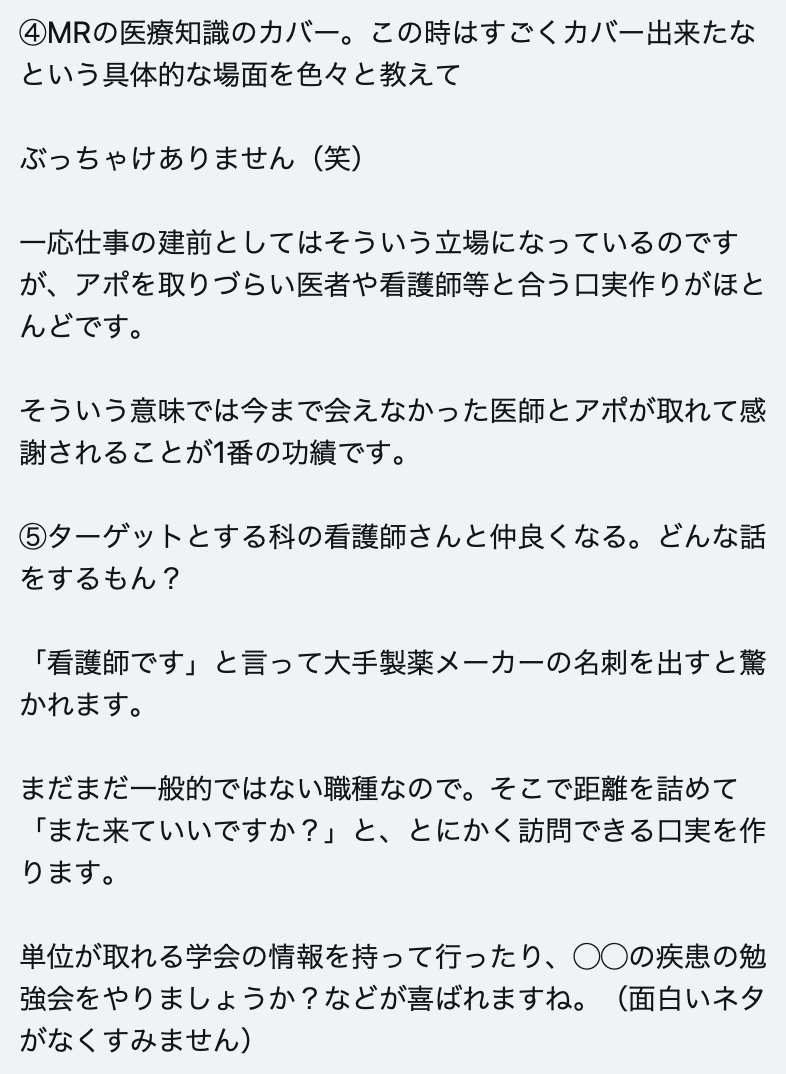 ④MRの医療知識のカバー。この時はすごくカバー出来たな
という具体的な場面を色々と教えて
ぶっちゃけありません（笑）
一応仕事の建前としてはそういう立場になっているのです
が、アポを取りづらい医者や看護師等と合う口実作りがほと
んどです。
そういう意味では今まで会えなかった医師とアポが取れて感
謝されることが1番の功績です。
⑤ターゲットとする科の看護師さんと仲良くなる。どんな話
をするもん？
「看護師です」と言って大手製薬メーカーの名刺を出すと驚
かれます。
まだまだ一般的ではない職種なので。そこで距離を詰めて
「また来ていいですか？」と、とにかく訪問できる口実を作
ります。
単位が取れる学会の情報を持って行ったり、◯◯の疾患の勉
強会をやりましょうか？などが喜ばれますね。（面白いネタ
がなくすみません）